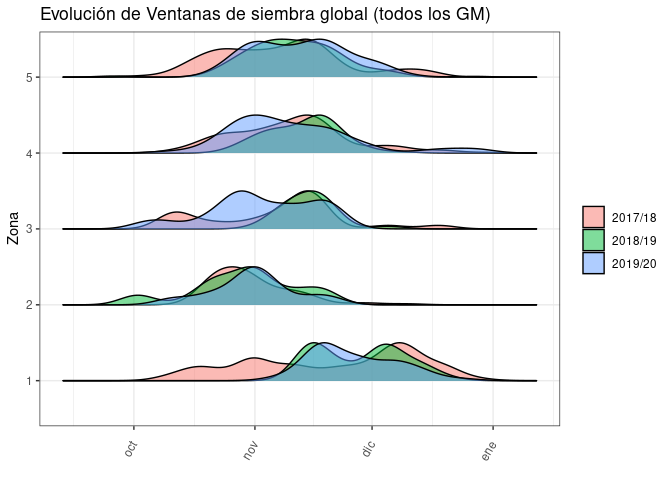 Evolución de Ventanas de siembra global (todos los GM)
5
4
3
2
1
Zona
oct
nov
dic
ene
2017/18
2018/19
2019/20